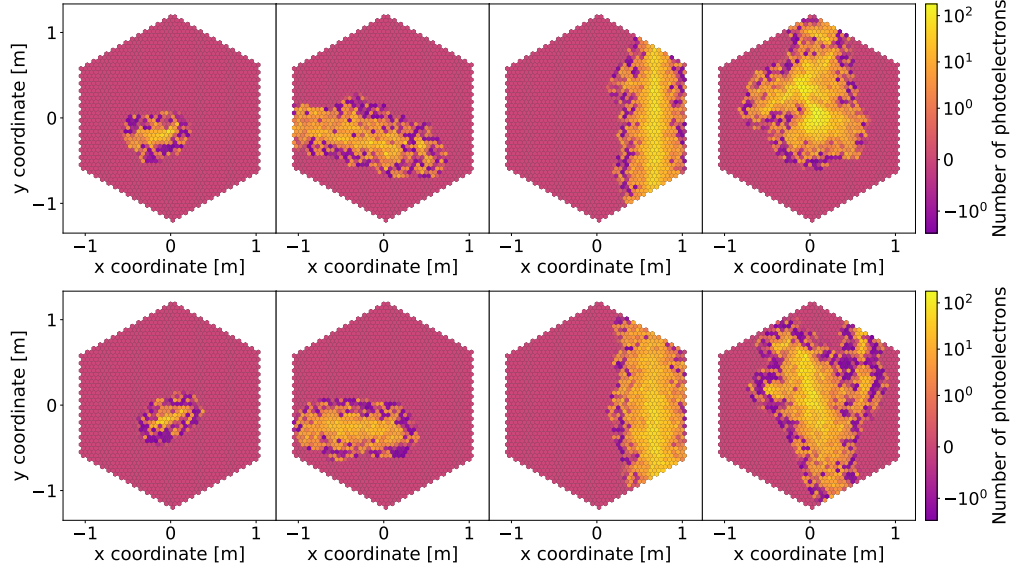 1
0
−1
y coordinate [m]
−1 0 1
x coordinate [m]
−1 0 1
x coordinate [m]
−1 0 1
x coordinate [m]
−1 0 1
x coordinate [m]
10²
10¹
10⁰
0
−10⁰
Number of photoelectrons
1
0
−1
y coordinate [m]
−1 0 1
x coordinate [m]
−1 0 1
x coordinate [m]
−1 0 1
x coordinate [m]
−1 0 1
x coordinate [m]
10²
10¹
10⁰
0
−10⁰
Number of photoelectrons